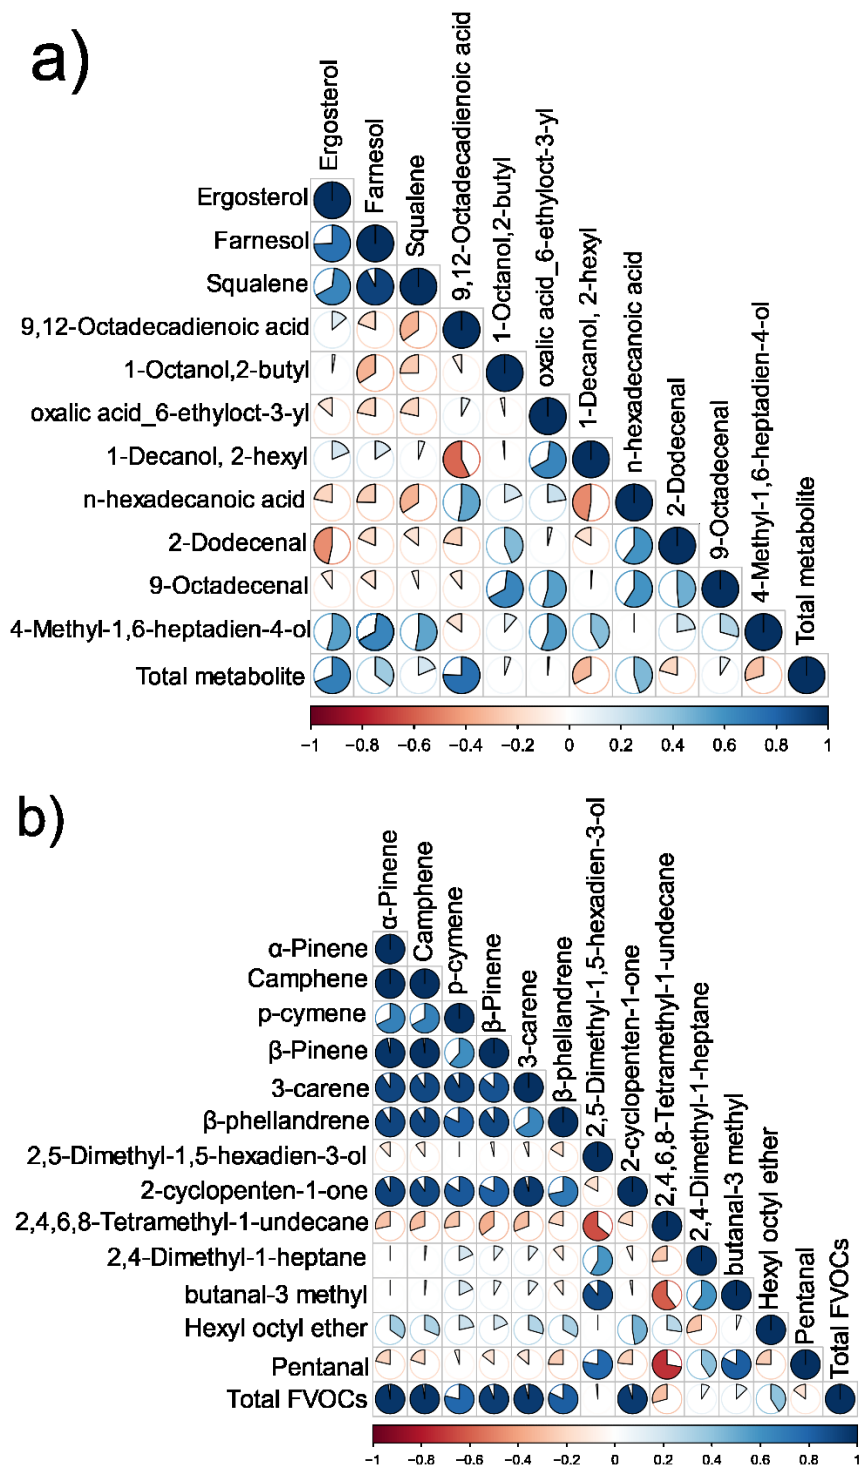 a)
Ergosterol
Farnesol
Squalene
9,12-Octadecadienoic acid
1-Octanol,2-butyl
oxalic acid_6-ethyloct-3-yl
1-Decanol, 2-hexyl
n-hexadecanoic acid
2-Dodecenal
9-Octadecenal
4-Methyl-1,6-heptadien-4-ol
Total metabolite
Ergosterol
Farnesol
Squalene
9,12-Octadecadienoic acid
1-Octanol,2-butyl
oxalic acid_6-ethyloct-3-yl
1-Decanol, 2-hexyl
n-hexadecanoic acid
2-Dodecenal
9-Octadecenal
4-Methyl-1,6-heptadien-4-ol
Total metabolite
−1 −0.8 −0.6 −0.4 −0.2 0 0.2 0.4 0.6 0.8 1
b)
α-Pinene
Camphene
p-cymene
β-Pinene
3-carene
β-phellandrene
2,5-Dimethyl-1,5-hexadien-3-ol
2-cyclopenten-1-one
2,4,6,8-Tetramethyl-1-undecane
2,4-Dimethyl-1-heptane
butanal-3 methyl
Hexyl octyl ether
Pentanal
Total FVOCs
α-Pinene
Camphene
p-cymene
β-Pinene
3-carene
β-phellandrene
2,5-Dimethyl-1,5-hexadien-3-ol
2-cyclopenten-1-one
2,4,6,8-Tetramethyl-1-undecane
2,4-Dimethyl-1-heptane
butanal-3 methyl
Hexyl octyl ether
Pentanal
Total FVOCs
−1 −0.8 −0.6 −0.4 −0.2 0 0.2 0.4 0.6 0.8 1